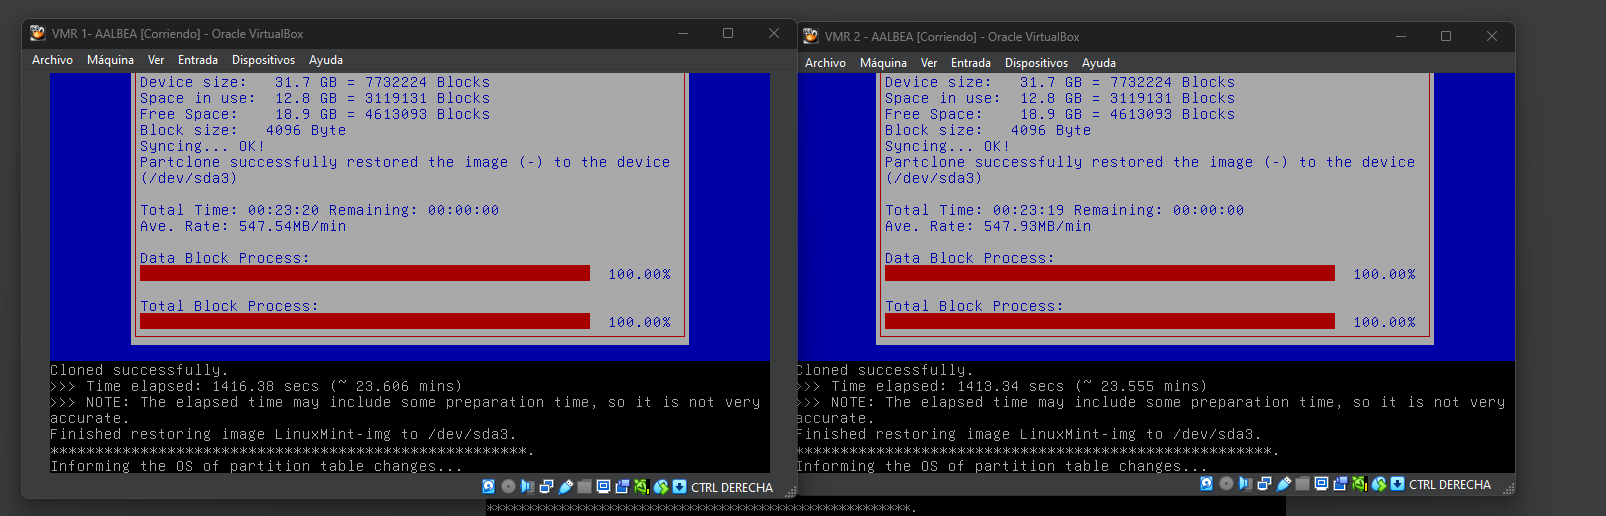 VMR 1- AALBEA [Corriendo] - Oracle VirtualBox
Archivo Máquina Ver Entrada Dispositivos Ayuda
Device size: 31.7 GB = 7732224 Blocks
Space in use: 12.8 GB = 3119131 Blocks
Free Space: 18.9 GB = 4613093 Blocks
Block size: 4096 Byte
Syncing... OK!
Partclone successfully restored the image (-) to the device
(/dev/sda3)
Total Time: 00:23:20 Remaining: 00:00:00
Ave. Rate: 547.54MB/min
Data Block Process:
100.00%
Total Block Process:
100.00%
Cloned successfully.
>>> Time elapsed: 1416.38 secs (~ 23.606 mins)
>>> NOTE: The elapsed time may include some preparation time, so it is not very
accurate.
Finished restoring image LinuxMint-img to /dev/sda3.
*****************************************************.
Informing the OS of partition table changes...
CTRL DERECHA
VMR 2 - AALBEA [Corriendo] - Oracle VirtualBox
Archivo Máquina Ver Entrada Dispositivos Ayuda
Device size: 31.7 GB = 7732224 Blocks
Space in use: 12.8 GB = 3119131 Blocks
Free Space: 18.9 GB = 4613093 Blocks
Block size: 4096 Byte
Syncing... OK!
Partclone successfully restored the image (-) to the device
(/dev/sda3)
Total Time: 00:23:19 Remaining: 00:00:00
Ave. Rate: 547.93MB/min
Data Block Process:
100.00%
Total Block Process:
100.00%
Cloned successfully.
>>> Time elapsed: 1413.34 secs (~ 23.555 mins)
>>> NOTE: The elapsed time may include some preparation time, so it is not very
accurate.
Finished restoring image LinuxMint-img to /dev/sda3.
*****************************************************.
Informing the OS of partition table changes...
CTRL DERECHA
*****************************************************.